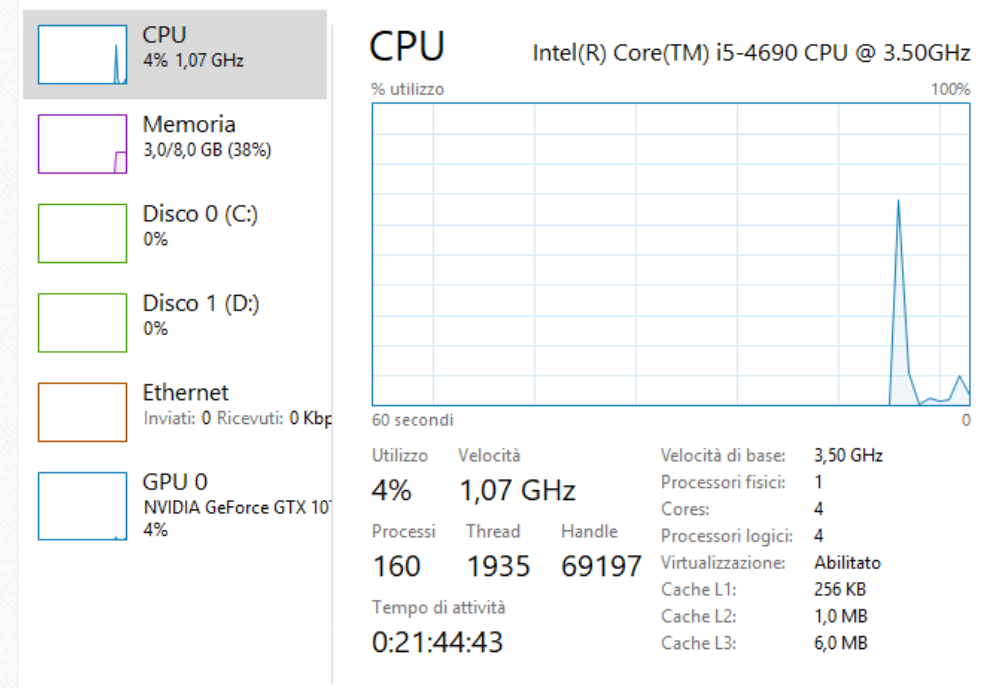 CPU
4% 1,07 GHz
Memoria
3,0/8,0 GB (38%)
Disco 0 (C:)
0%
Disco 1 (D:)
0%
Ethernet
Inviati: 0 Ricevuti: 0 Kbp
GPU 0
NVIDIA GeForce GTX 10
4%
CPU
Intel(R) Core(TM) i5-4690 CPU @ 3.50GHz
% utilizzo 100%
60 secondi 0
Utilizzo Velocità
4% 1,07 GHz
Processi Thread Handle
160 1935 69197
Tempo di attività
0:21:44:43
Velocità di base: 3,50 GHz
Processori fisici: 1
Cores: 4
Processori logici: 4
Virtualizzazione: Abilitato
Cache L1: 256 KB
Cache L2: 1,0 MB
Cache L3: 6,0 MB